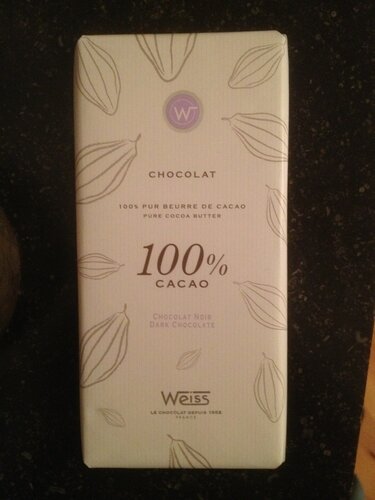 W
CHOCOLAT
100% PUR BEURRE DE CACAO
PURE COCOA BUTTER
100%
CACAO
CHOCOLAT NOIR
DARK CHOCOLATE
Weiss
LE CHOCOLAT DEPUIS 1882
FRANCE